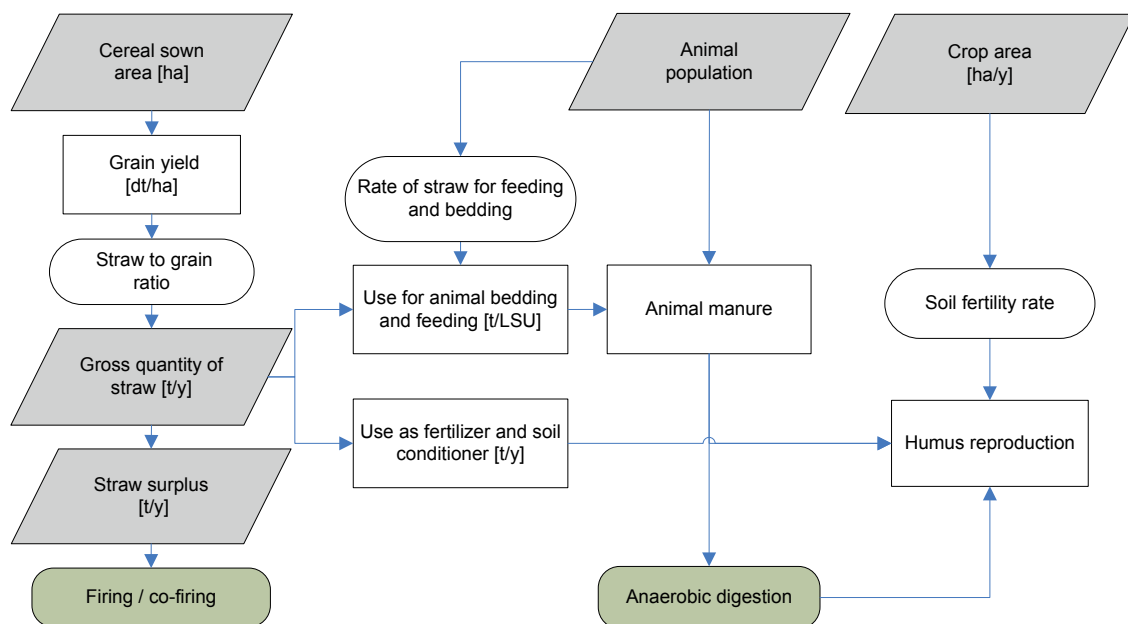 Cereal sown
area [ha]
Animal
population
Crop area
[ha/y]
Grain yield
[dt/ha]
Rate of straw for feeding
and bedding
Straw to grain
ratio
Use for animal bedding
and feeding [t/LSU]
Animal manure
Soil fertility rate
Gross quantity of
straw [t/y]
Use as fertilizer and soil
conditioner [t/y]
Humus reproduction
Straw surplus
[t/y]
Firing / co-firing
Anaerobic digestion